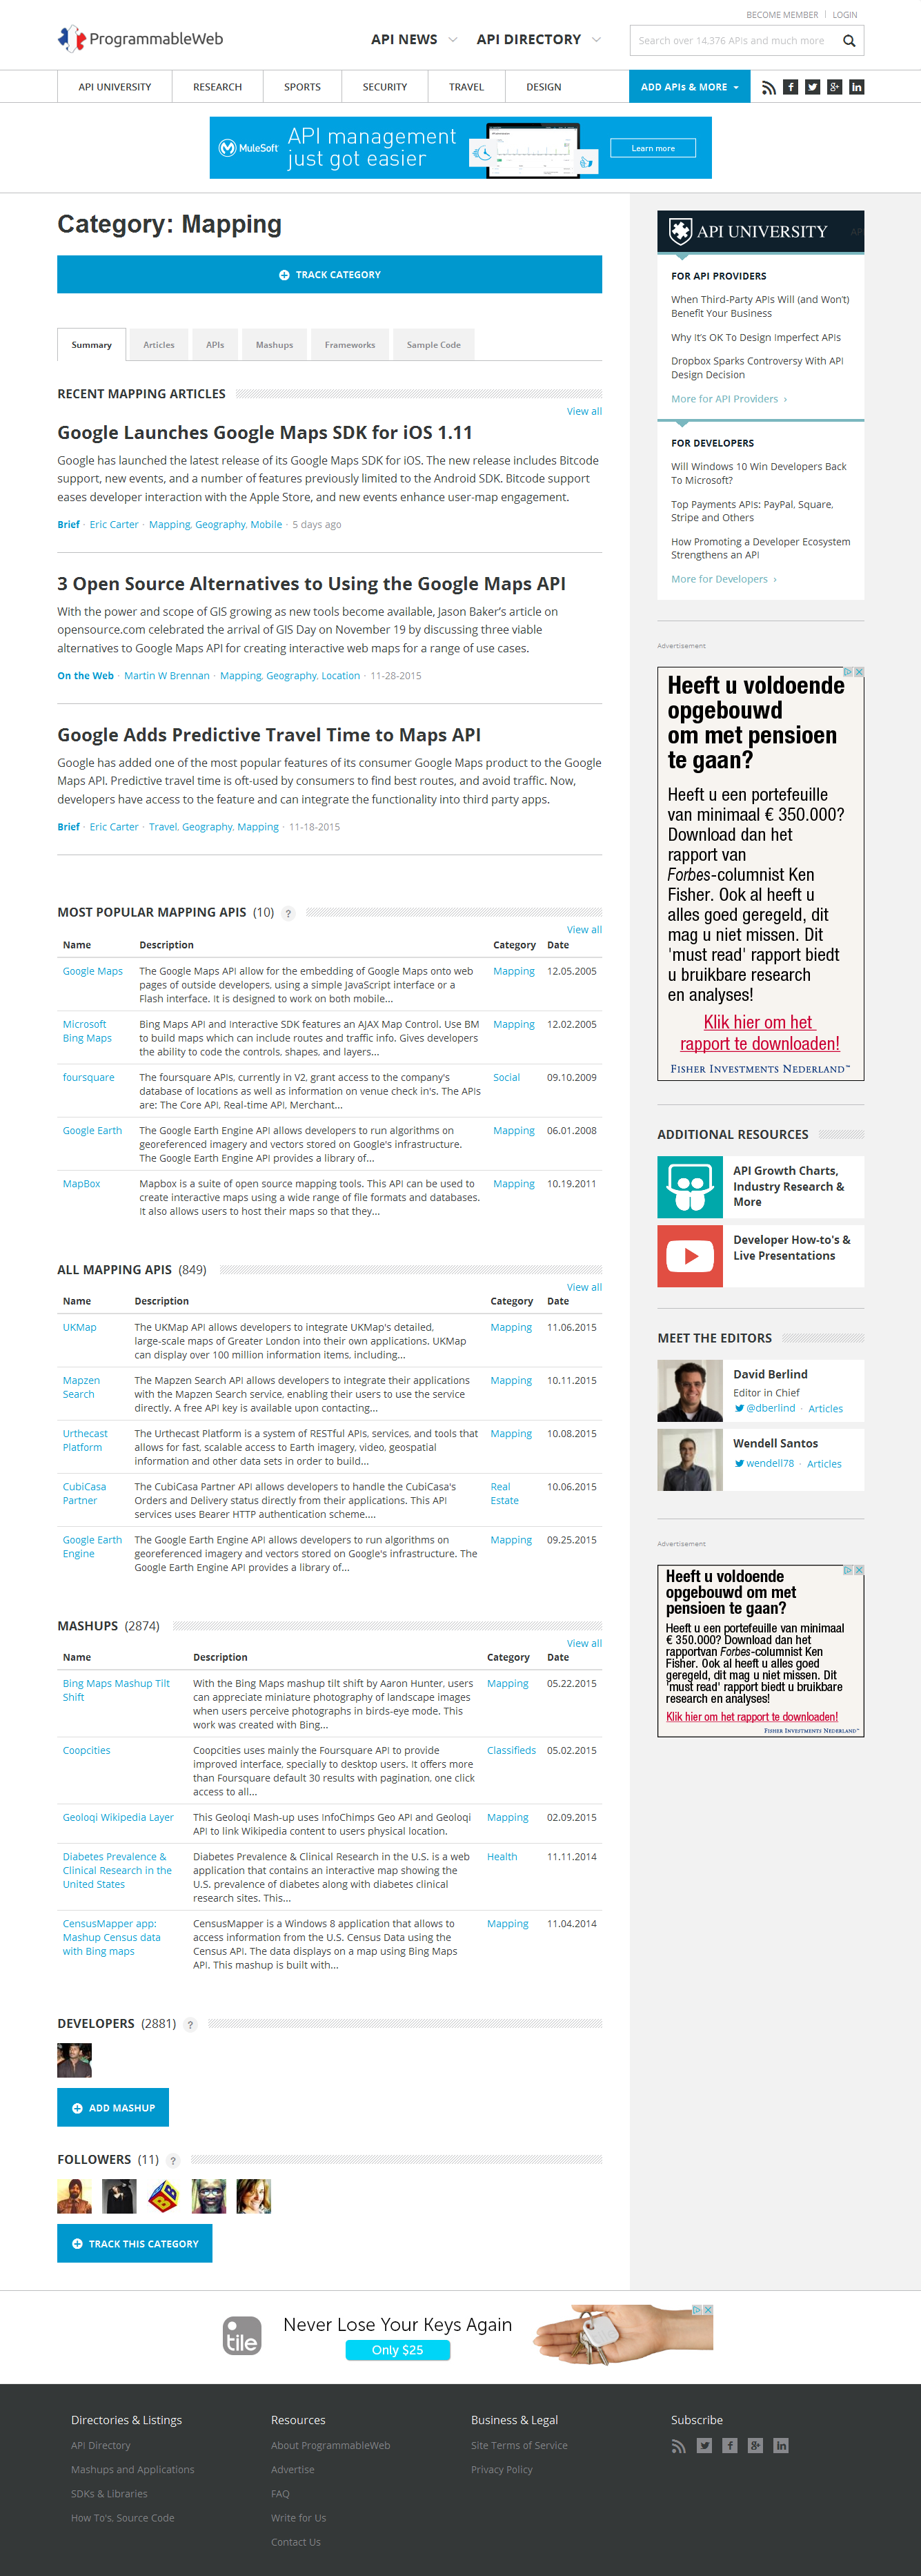 BECOME MEMBER | LOGIN
ProgrammableWeb
API NEWS
API DIRECTORY
Search over 14,376 APIs and much more
API UNIVERSITY
RESEARCH
SPORTS
SECURITY
TRAVEL
DESIGN
ADD APIs & MORE
MuleSoft
API management
just got easier
Learn more
Category: Mapping
TRACK CATEGORY
Summary
Articles
APIs
Mashups
Frameworks
Sample Code
RECENT MAPPING ARTICLES
View all
Google Launches Google Maps SDK for iOS 1.11
Google has launched the latest release of its Google Maps SDK for iOS. The new release includes Bitcode
support, new events, and a number of features previously limited to the Android SDK. Bitcode support
eases developer interaction with the Apple Store, and new events enhance user-map engagement.
Brief · Eric Carter · Mapping, Geography, Mobile · 5 days ago
3 Open Source Alternatives to Using the Google Maps API
With the power and scope of GIS growing as new tools become available, Jason Baker's article on
opensource.com celebrated the arrival of GIS Day on November 19 by discussing three viable
alternatives to Google Maps API for creating interactive web maps for a range of use cases.
On the Web · Martin W Brennan · Mapping, Geography, Location · 11-28-2015
Google Adds Predictive Travel Time to Maps API
Google has added one of the most popular features of its consumer Google Maps product to the Google
Maps API. Predictive travel time is oft-used by consumers to find best routes, and avoid traffic. Now,
developers have access to the feature and can integrate the functionality into third party apps.
Brief · Eric Carter · Travel, Geography, Mapping · 11-18-2015
MOST POPULAR MAPPING APIS (10) ?
View all
Name Description Category Date
Google Maps The Google Maps API allow for the embedding of Google Maps onto web Mapping 12.05.2005
pages of outside developers, using a simple JavaScript interface or a
Flash interface. It is designed to work on both mobile...
Microsoft Bing Maps API and Interactive SDK features an AJAX Map Control. Use BM Mapping 12.02.2005
Bing Maps to build maps which can include routes and traffic info. Gives developers
the ability to code the controls, shapes, and layers...
foursquare The foursquare APIs, currently in V2, grant access to the company's Social 09.10.2009
database of locations as well as information on venue check in's. The APIs
are: The Core API, Real-time API, Merchant...
Google Earth The Google Earth Engine API allows developers to run algorithms on Mapping 06.01.2008
georeferenced imagery and vectors stored on Google's infrastructure.
The Google Earth Engine API provides a library of...
MapBox Mapbox is a suite of open source mapping tools. This API can be used to Mapping 10.19.2011
create interactive maps using a wide range of file formats and databases.
It also allows users to host their maps so that they...
ALL MAPPING APIS (849)
View all
Name Description Category Date
UKMap The UKMap API allows developers to integrate UKMap's detailed, Mapping 11.06.2015
large-scale maps of Greater London into their own applications. UKMap
can display over 100 million information items, including...
Mapzen The Mapzen Search API allows developers to integrate their applications Mapping 10.11.2015
Search with the Mapzen Search service, enabling their users to use the service
directly. A free API key is available upon contacting...
Urthecast The Urthecast Platform is a system of RESTful APIs, services, and tools that Mapping 10.08.2015
Platform allows for fast, scalable access to Earth imagery, video, geospatial
information and other data sets in order to build...
CubiCasa The CubiCasa Partner API allows developers to handle the CubiCasa's Real 10.06.2015
Partner Orders and Delivery status directly from their applications. This API Estate
services uses Bearer HTTP authentication scheme....
Google Earth The Google Earth Engine API allows developers to run algorithms on Mapping 09.25.2015
Engine georeferenced imagery and vectors stored on Google's infrastructure. The
Google Earth Engine API provides a library of...
MASHUPS (2874)
View all
Name Description Category Date
Bing Maps Mashup Tilt With the Bing Maps mashup tilt shift by Aaron Hunter, users Mapping 05.22.2015
Shift can appreciate miniature photography of landscape images
when users perceive photographs in birds-eye mode. This
work was created with Bing...
Coopcities Coopcities uses mainly the Foursquare API to provide Classifieds 05.02.2015
improved interface, specially to desktop users. It offers more
than Foursquare default 30 results with pagination, one click
access to all...
Geoloqi Wikipedia Layer This Geoloqi Mash-up uses InfoChimps Geo API and Geoloqi Mapping 02.09.2015
API to link Wikipedia content to users physical location.
Diabetes Prevalence & Diabetes Prevalence & Clinical Research in the U.S. is a web Health 11.11.2014
Clinical Research in the application that contains an interactive map showing the
United States U.S. prevalence of diabetes along with diabetes clinical
research sites. This...
CensusMapper app: CensusMapper is a Windows 8 application that allows to Mapping 11.04.2014
Mashup Census data access information from the U.S. Census Data using the
with Bing maps Census API. The data displays on a map using Bing Maps
API. This mashup is built with...
DEVELOPERS (2881) ?
ADD MASHUP
FOLLOWERS (11) ?
TRACK THIS CATEGORY
API UNIVERSITY
FOR API PROVIDERS
When Third-Party APIs Will (and Won't)
Benefit Your Business
Why It's OK To Design Imperfect APIs
Dropbox Sparks Controversy With API
Design Decision
More for API Providers ›
FOR DEVELOPERS
Will Windows 10 Win Developers Back
To Microsoft?
Top Payments APIs: PayPal, Square,
Stripe and Others
How Promoting a Developer Ecosystem
Strengthens an API
More for Developers ›
Advertisement
Heeft u voldoende
opgebouwd
om met pensioen
te gaan?
Heeft u een portefeuille
van minimaal € 350.000?
Download dan het
rapport van
Forbes-columnist Ken
Fisher. Ook al heeft u
alles goed geregeld, dit
mag u niet missen. Dit
'must read' rapport biedt
u bruikbare research
en analyses!
Klik hier om het
rapport te downloaden!
FISHER INVESTMENTS NEDERLAND™
ADDITIONAL RESOURCES
API Growth Charts,
Industry Research &
More
Developer How-to's &
Live Presentations
MEET THE EDITORS
David Berlind
Editor in Chief
@dberlind · Articles
Wendell Santos
wendell78 · Articles
Advertisement
Heeft u voldoende
opgebouwd om met
pensioen te gaan?
Heeft u een portefeuille van minimaal
€ 350.000? Download dan het
rapportvan Forbes-columnist Ken
Fisher. Ook al heeft u alles goed
geregeld, dit mag u niet missen. Dit
'must read' rapport biedt u bruikbare
research en analyses!
Klik hier om het rapport te downloaden!
FISHER INVESTMENTS NEDERLAND™
tile
Never Lose Your Keys Again
Only $25
Directories & Listings
API Directory
Mashups and Applications
SDKs & Libraries
How To's, Source Code
Resources
About ProgrammableWeb
Advertise
FAQ
Write for Us
Contact Us
Business & Legal
Site Terms of Service
Privacy Policy
Subscribe